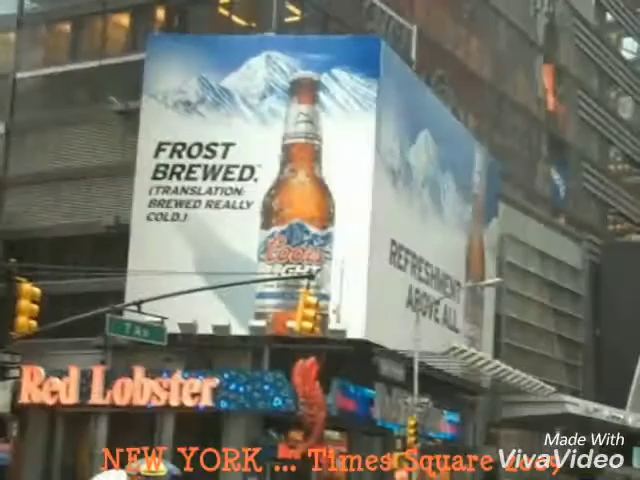 FROST
BREWED.
(TRANSLATION:
BREWED REALLY
COLD.)
Coors
LIGHT
REFRESHMENT
ABOVE ALL
7 Av
Red Lobster
Made With
VivaVideo
NEW YORK ... Times Square